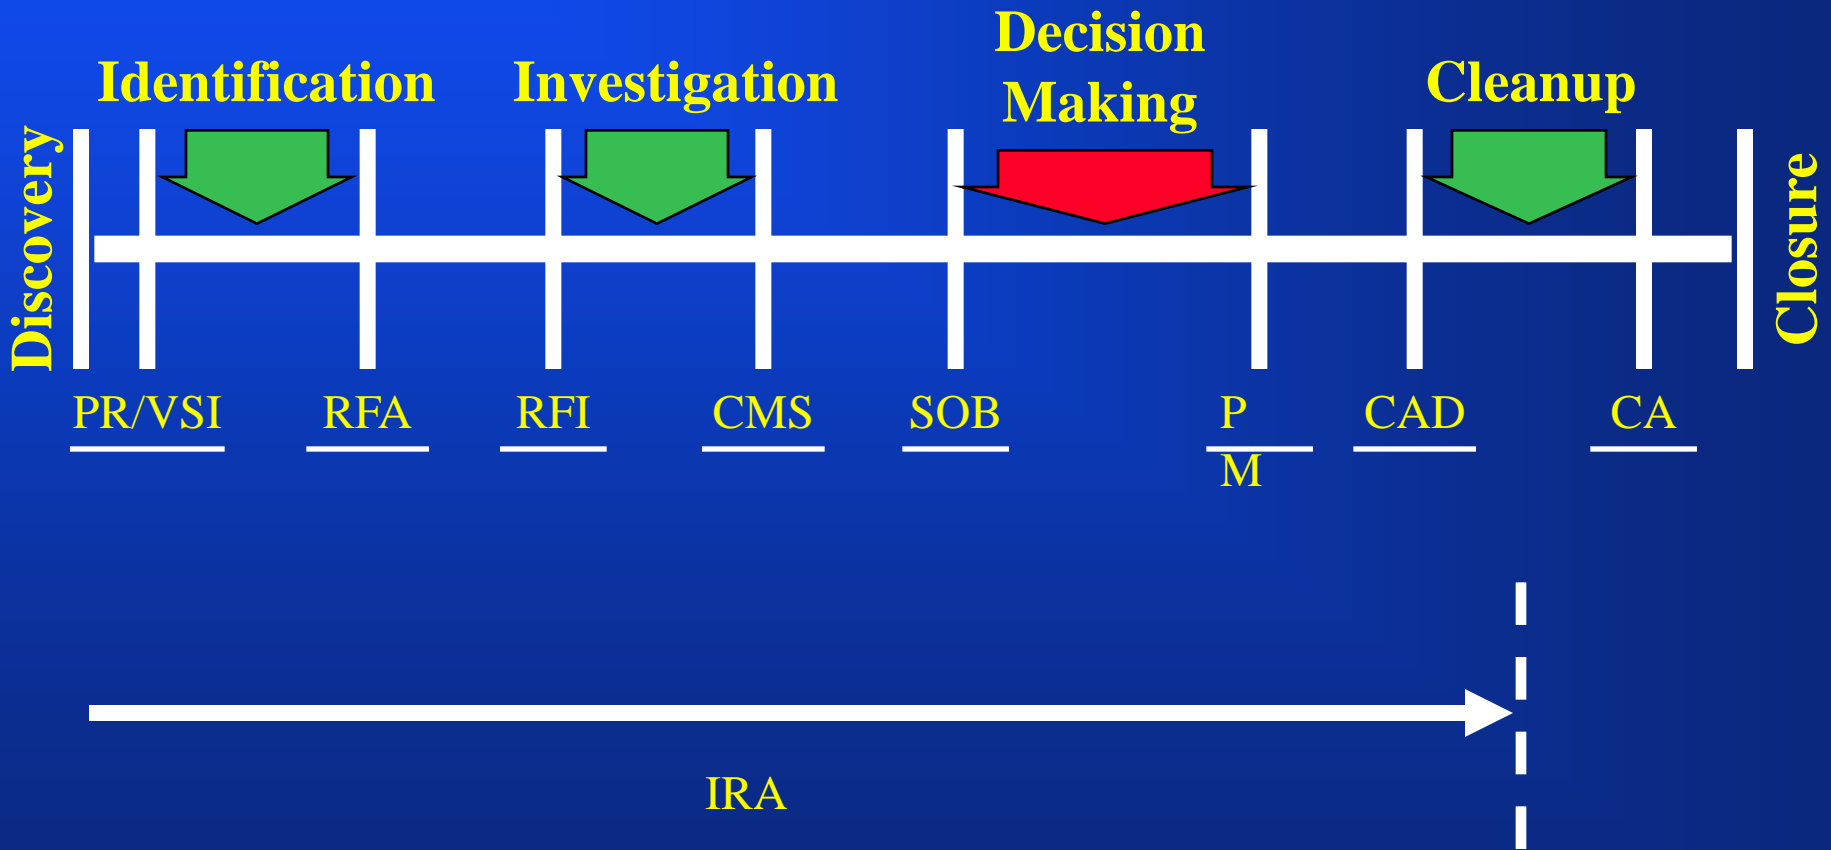 Discovery
Identification
Investigation
Decision
Making
Cleanup
Closure
PR/VSI
RFA
RFI
CMS
SOB
P
M
CAD
CA
IRA